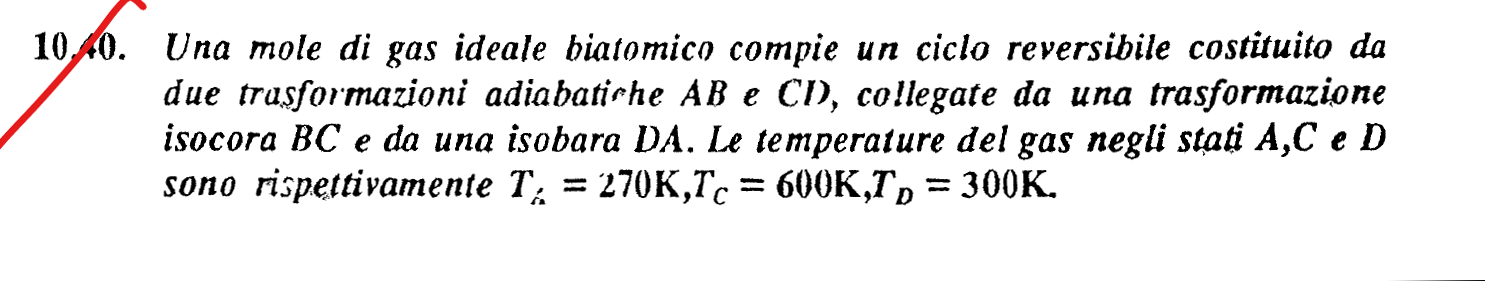 10.40. Una mole di gas ideale biatomico compie un ciclo reversibile costituito da
due trasformazioni adiabatiche AB e CD, collegate da una trasformazione
isocora BC e da una isobara DA. Le temperature del gas negli stati A,C e D
sono rispettivamente T_A = 270K,T_C = 600K,T_D = 300K.